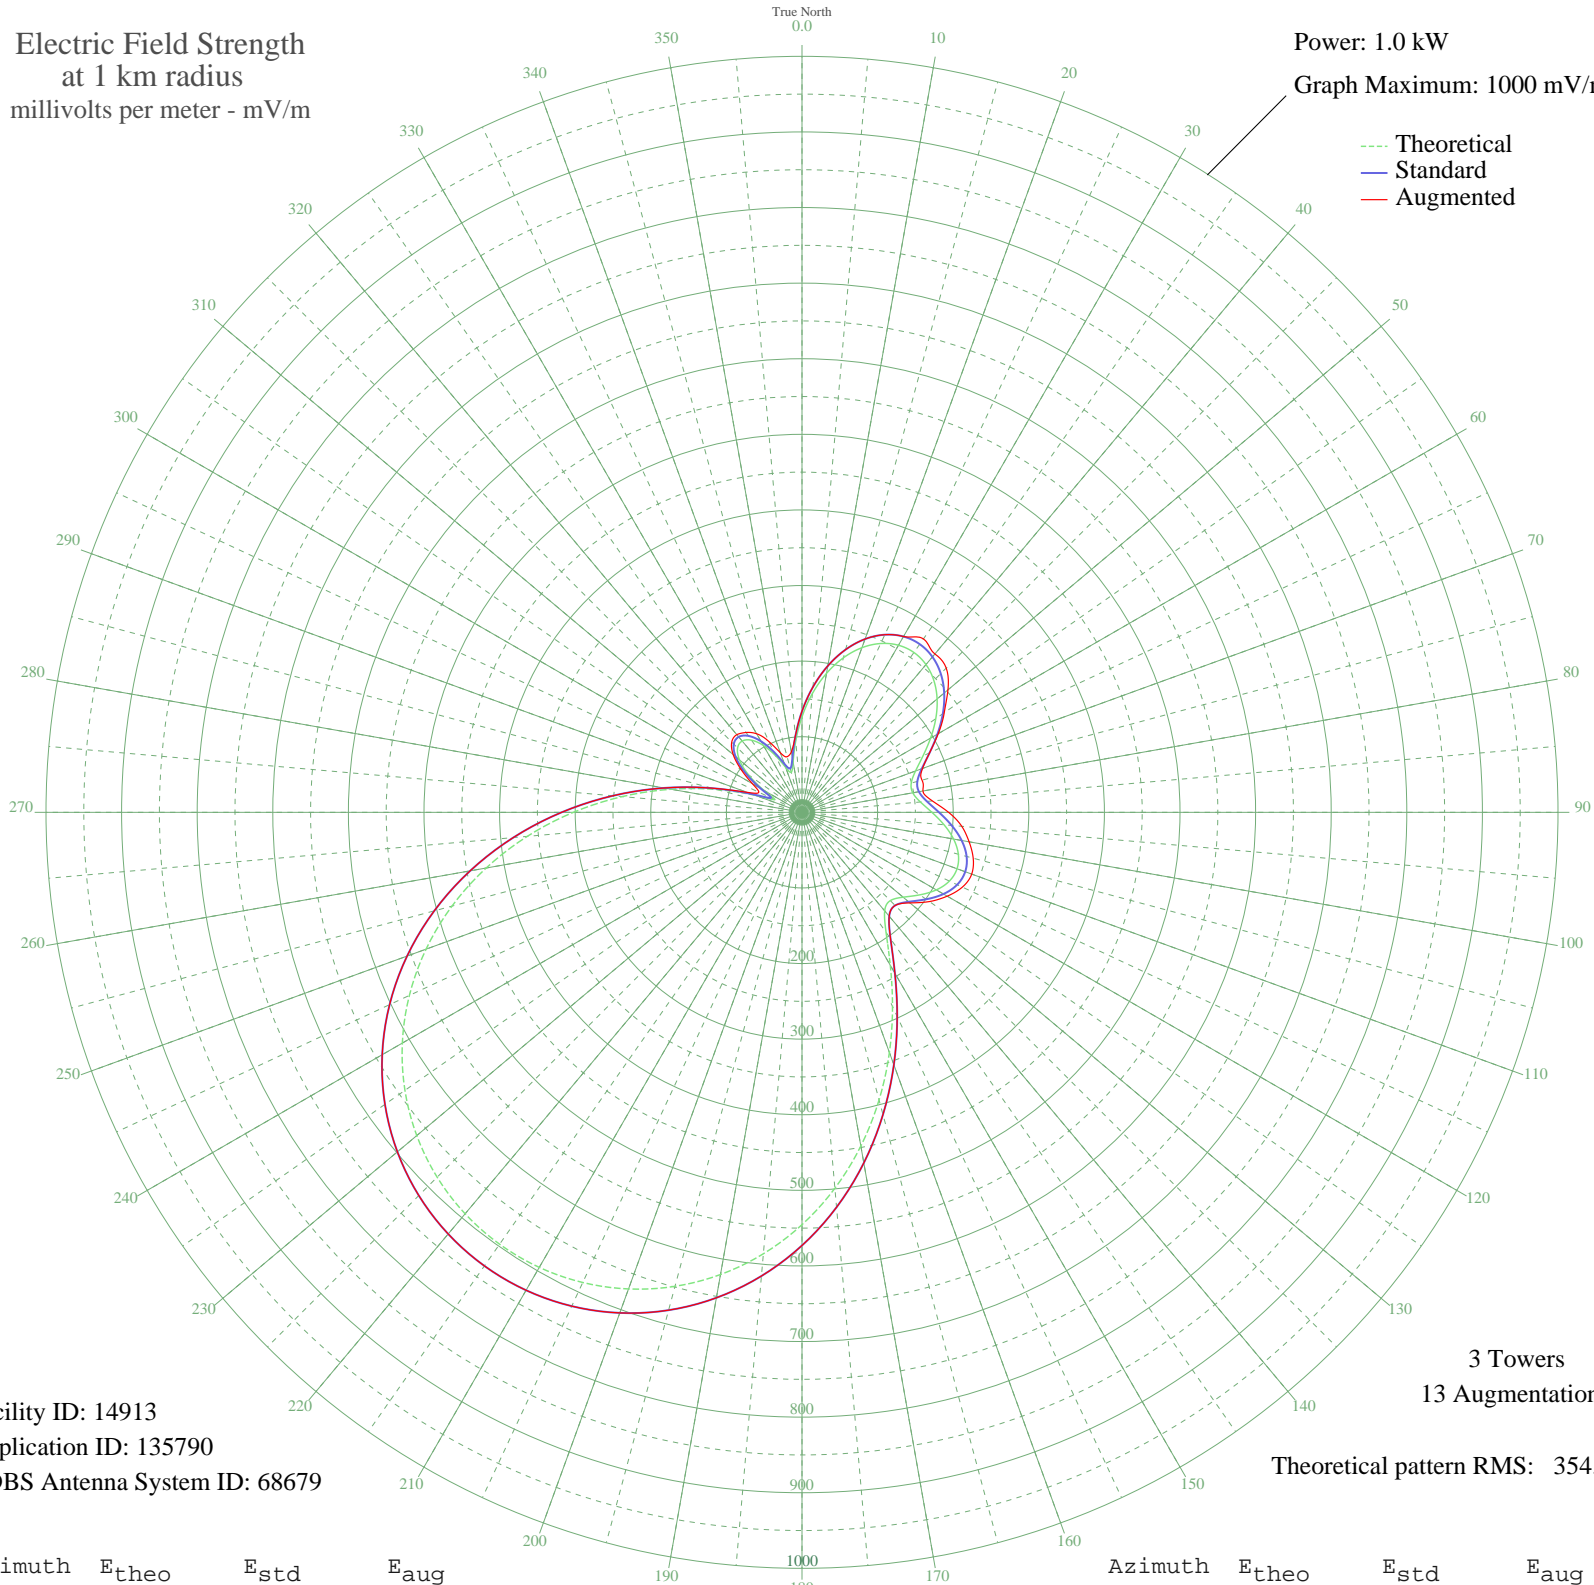 True North
0.0
Electric Field Strength
at 1 km radius
millivolts per meter - mV/m
Power: 1.0 kW
Graph Maximum: 1000 mV/
Theoretical
Standard
Augmented
10
20
30
40
50
60
70
80
90
100
110
120
130
140
150
160
170
190
200
210
220
230
240
250
260
270
280
290
300
310
320
330
340
350
200
300
400
500
600
700
800
900
1000
3 Towers
13 Augmentation
Theoretical pattern RMS: 354
cility ID: 14913
plication ID: 135790
DBS Antenna System ID: 68679
imuth Etheo Estd Eaug
Azimuth Etheo Estd Eaug